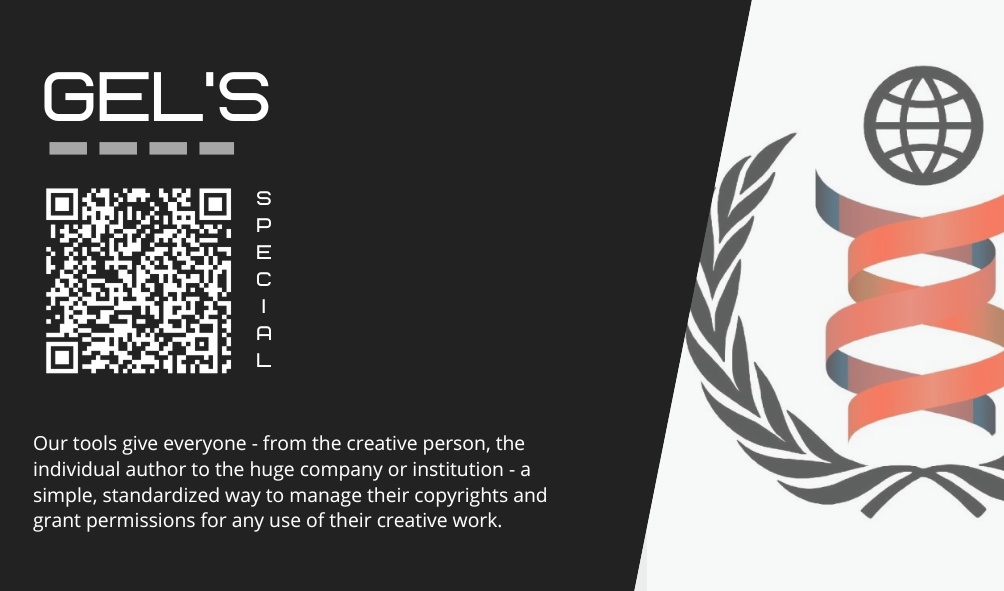 GEL'S
SPECIAL
Our tools give everyone - from the creative person, the
individual author to the huge company or institution - a
simple, standardized way to manage their copyrights and
grant permissions for any use of their creative work.